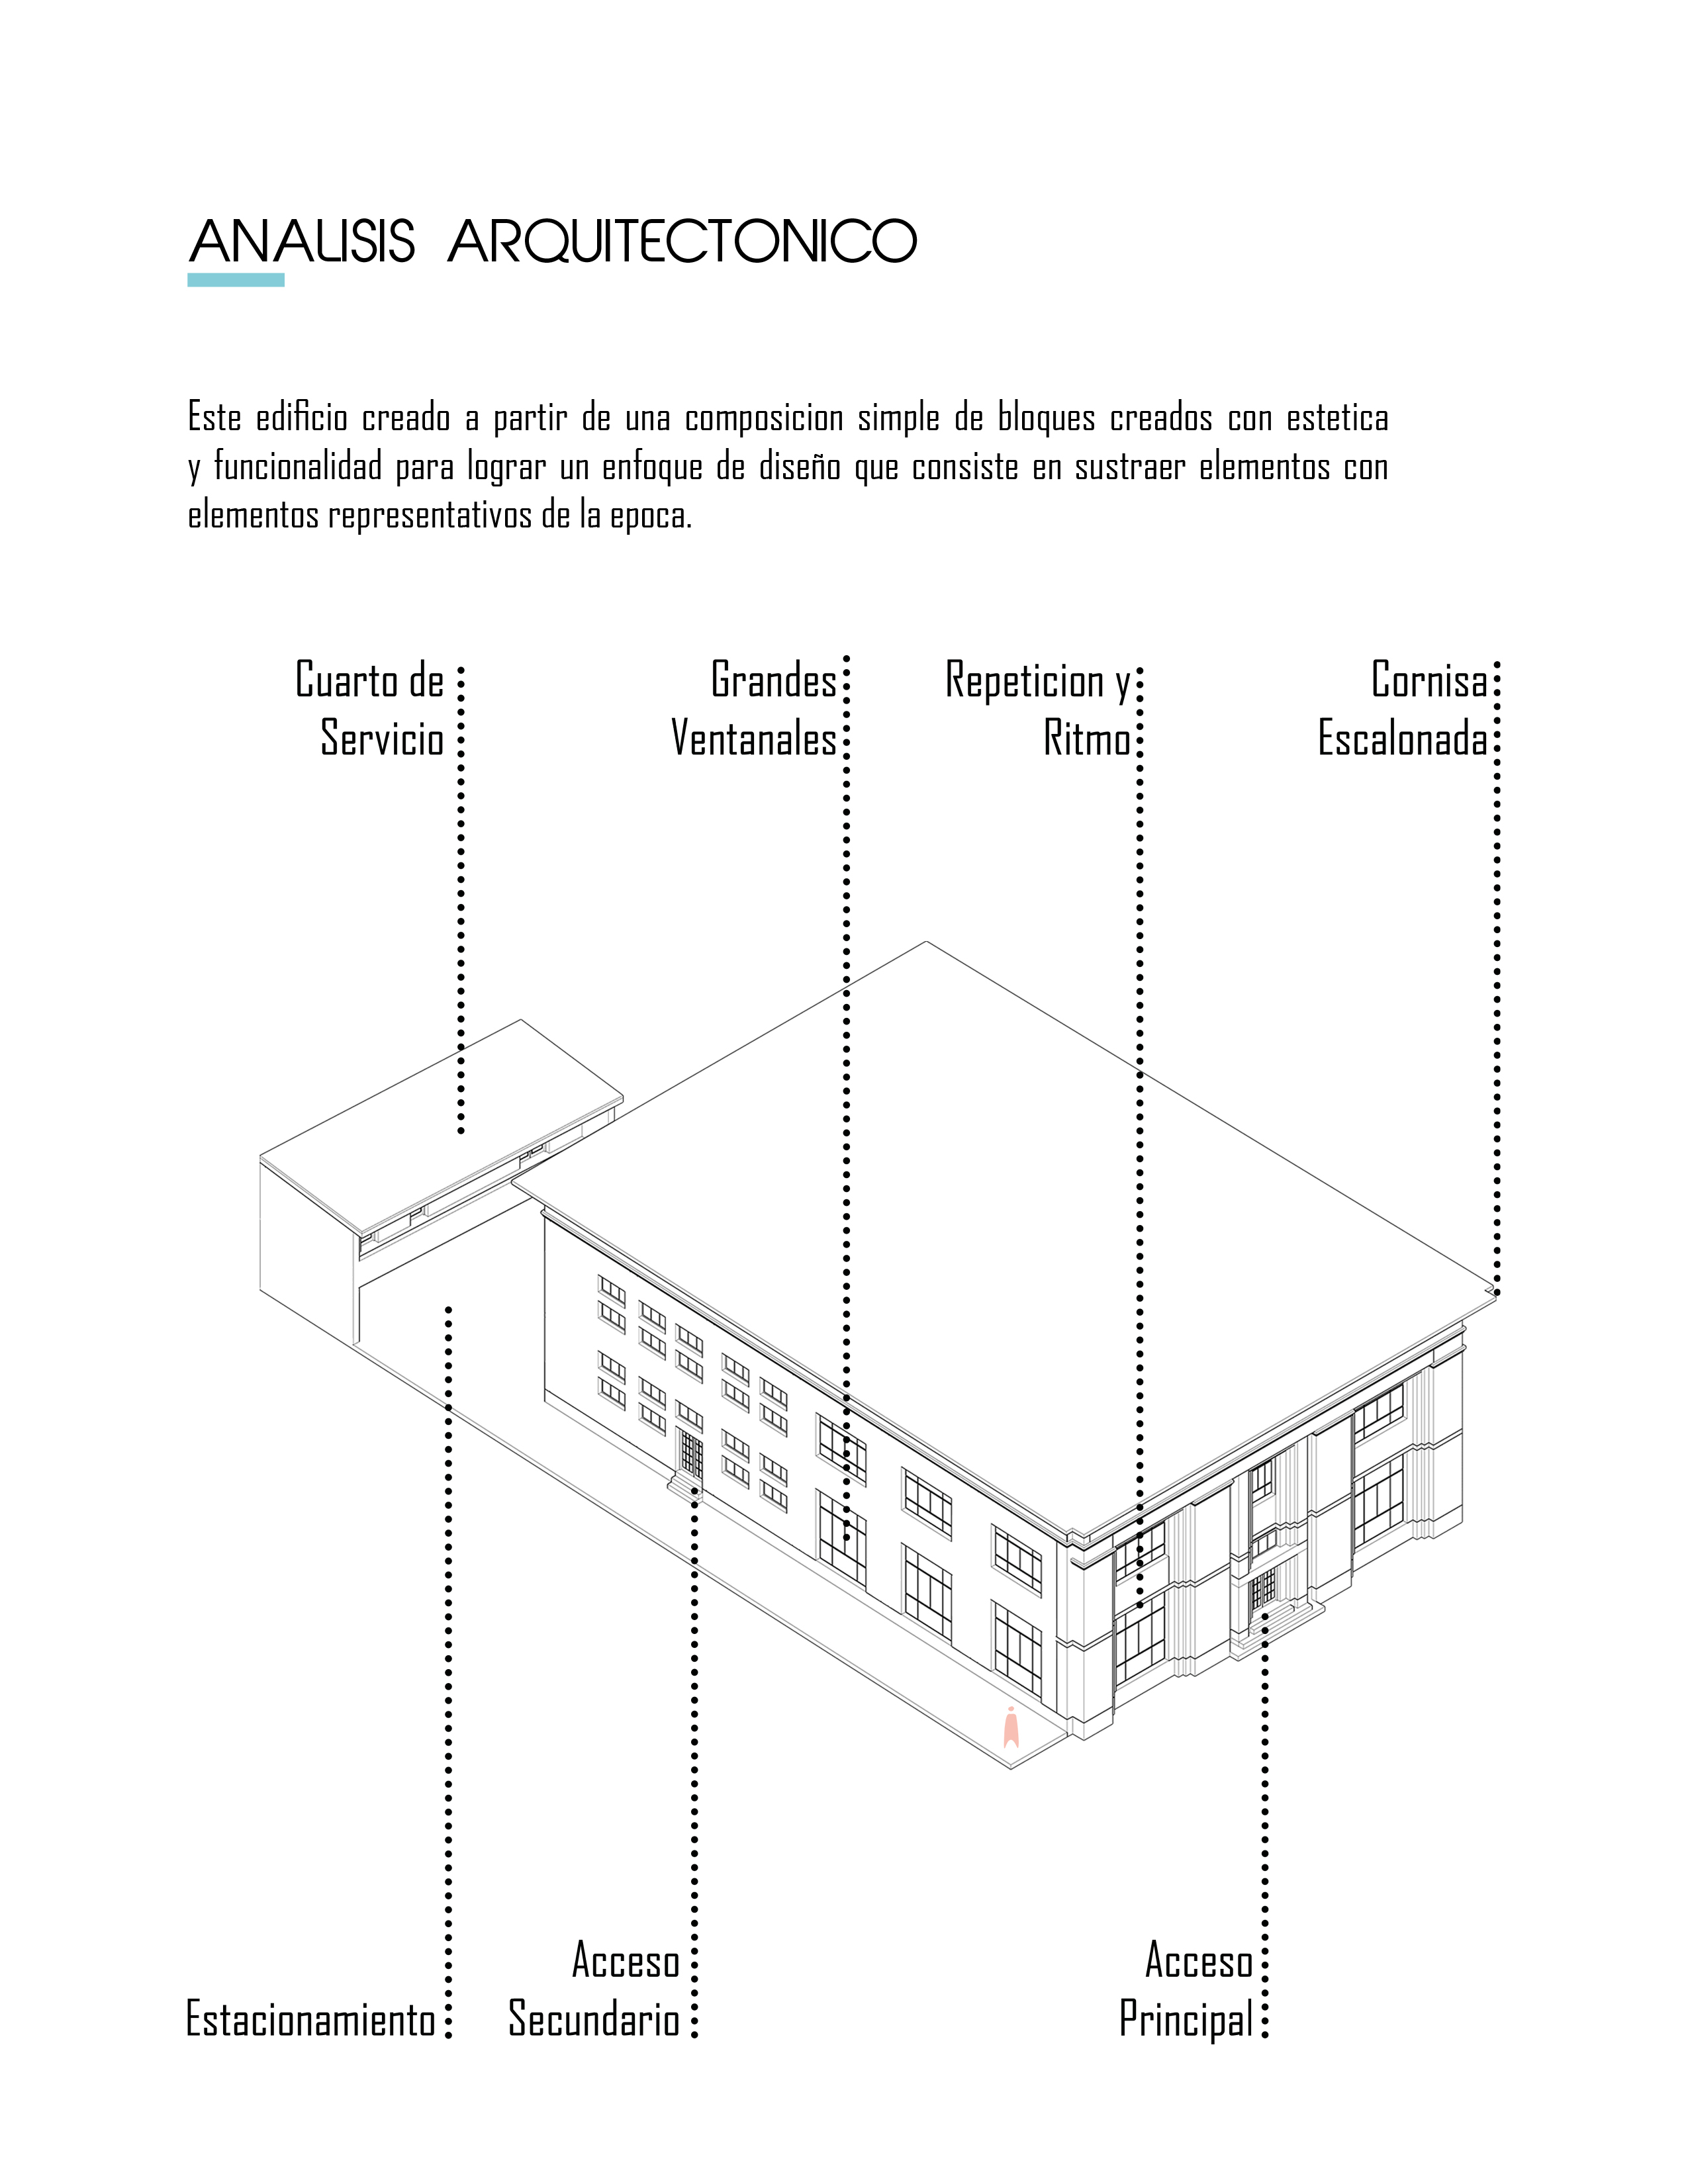 ANALISIS ARQUITECTONICO
Este edificio creado a partir de una composicion simple de bloques creados con estetica
y funcionalidad para lograr un enfoque de diseño que consiste en sustraer elementos con
elementos representativos de la epoca.
Cuarto de
Servicio
Grandes
Ventanales
Repeticion y
Ritmo
Cornisa
Escalonada
Estacionamiento
Acceso
Secundario
Acceso
Principal